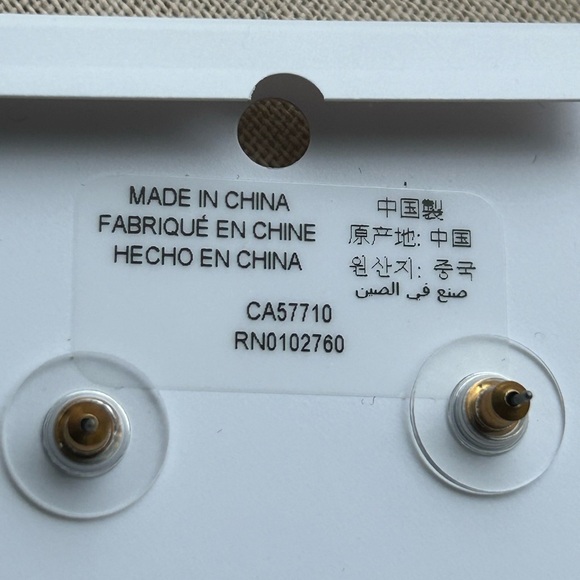 MADE IN CHINA
FABRIQUÉ EN CHINE
HECHO EN CHINA
中国製
原产地: 中国
원산지: 중국
صنع في الصين
CA57710
RN0102760